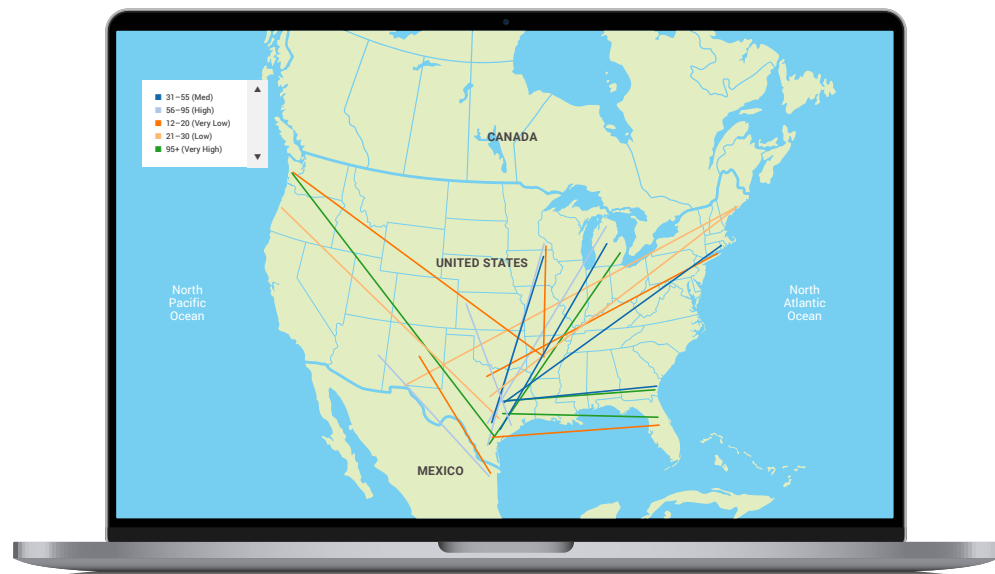 31–55 (Med)
56–95 (High)
12–20 (Very Low)
21–30 (Low)
95+ (Very High)
CANADA
UNITED STATES
North
Pacific
Ocean
North
Atlantic
Ocean
MEXICO